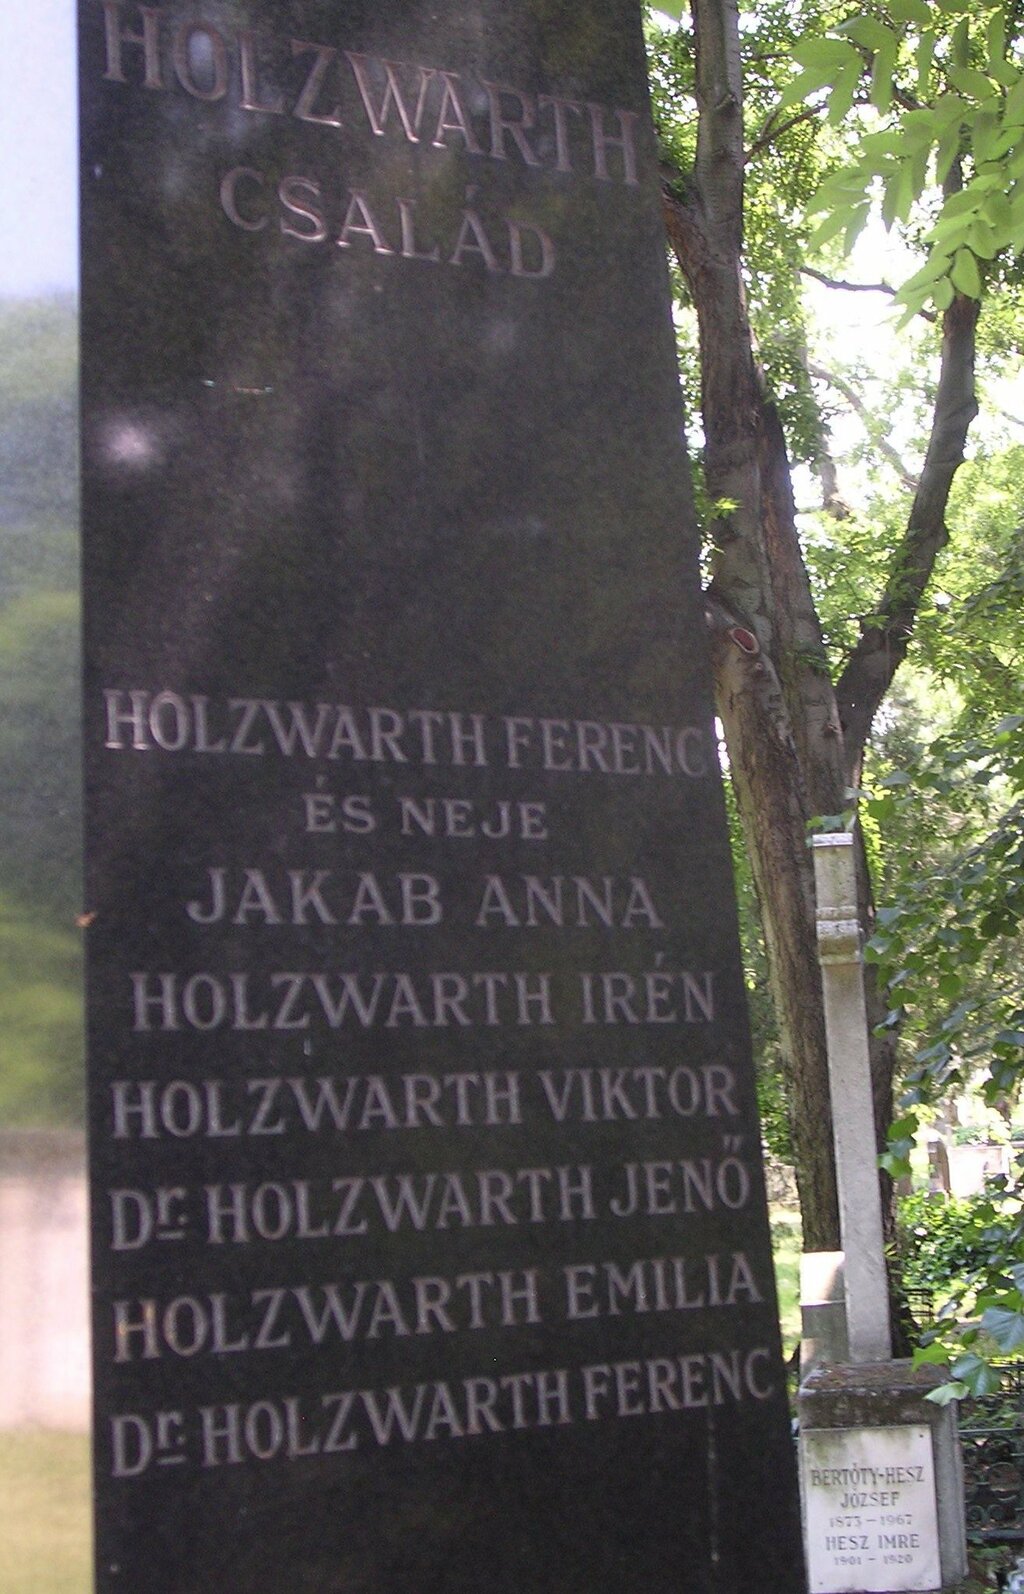 HOLZWARTH
CSALÁD
HOLZWARTH FERENC
ÉS NEJE
JAKAB ANNA
HOLZWARTH IRÉN
HOLZWARTH VIKTOR
Dr. HOLZWARTH JENŐ
HOLZWARTH EMILIA
Dr. HOLZWARTH FERENC
BERTÓTY-HESZ
JÓZSEF
1873 – 1967
HESZ IMRE
1901 – 1920